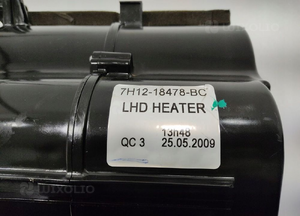 7H12-18478-BC
LHD HEATER
13h48
QC 3 25.05.2009